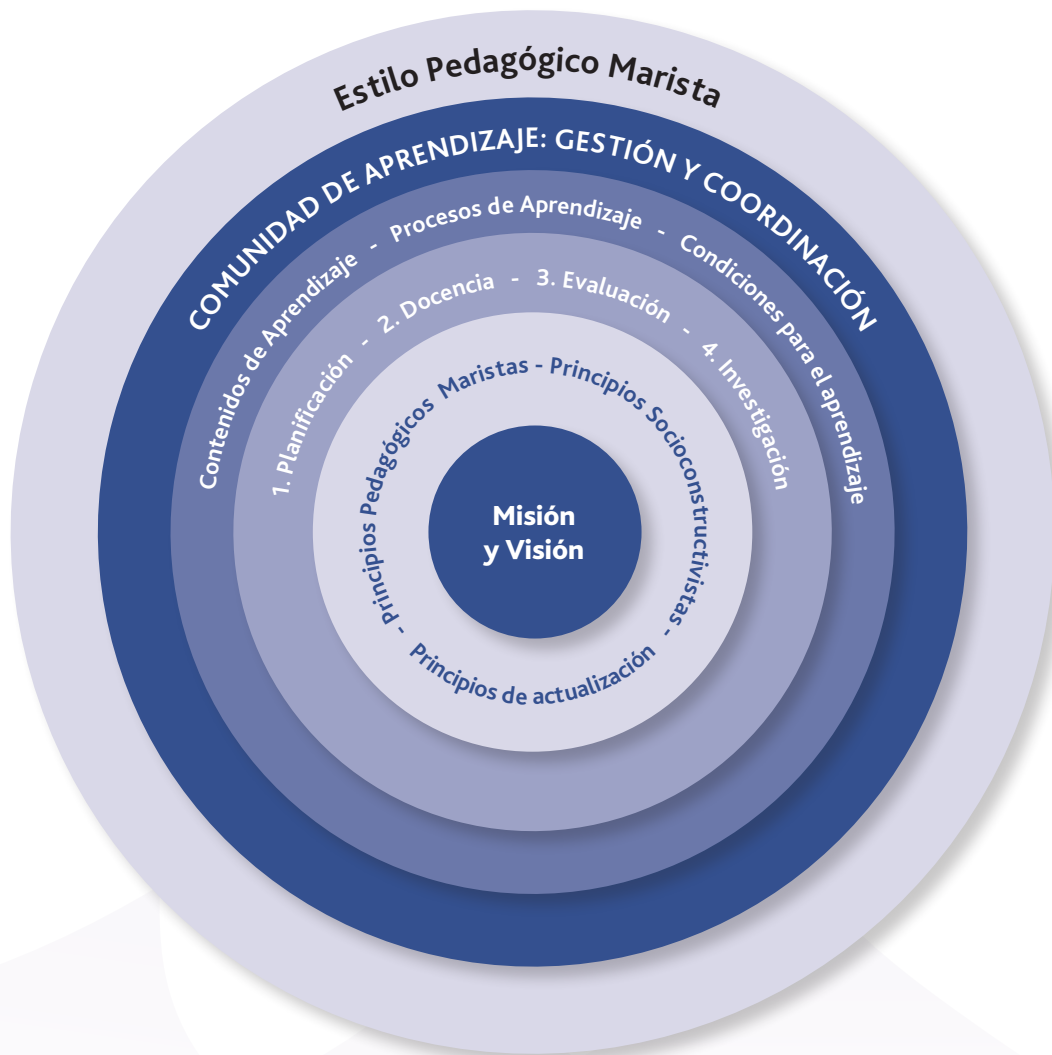 Estilo Pedagógico Marista
COMUNIDAD DE APRENDIZAJE: GESTIÓN Y COORDINACIÓN
Contenidos de Aprendizaje - Procesos de Aprendizaje - Condiciones para el aprendizaje
1. Planificación - 2. Docencia - 3. Evaluación - 4. Investigación
Principios Pedagógicos Maristas - Principios Socioconstructivistas -
Principios de actualización -
Misión
y Visión